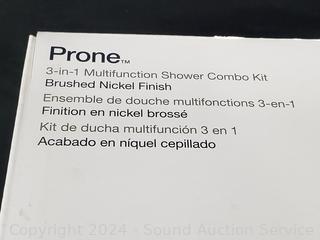 Prone™
3-in-1 Multifunction Shower Combo Kit
Brushed Nickel Finish
Ensemble de douche multifonctions 3-en-1
Finition en nickel brossé
Kit de ducha multifunción 3 en 1
Acabado en níquel cepillado
Copyright 2024 - Sound Auction Service